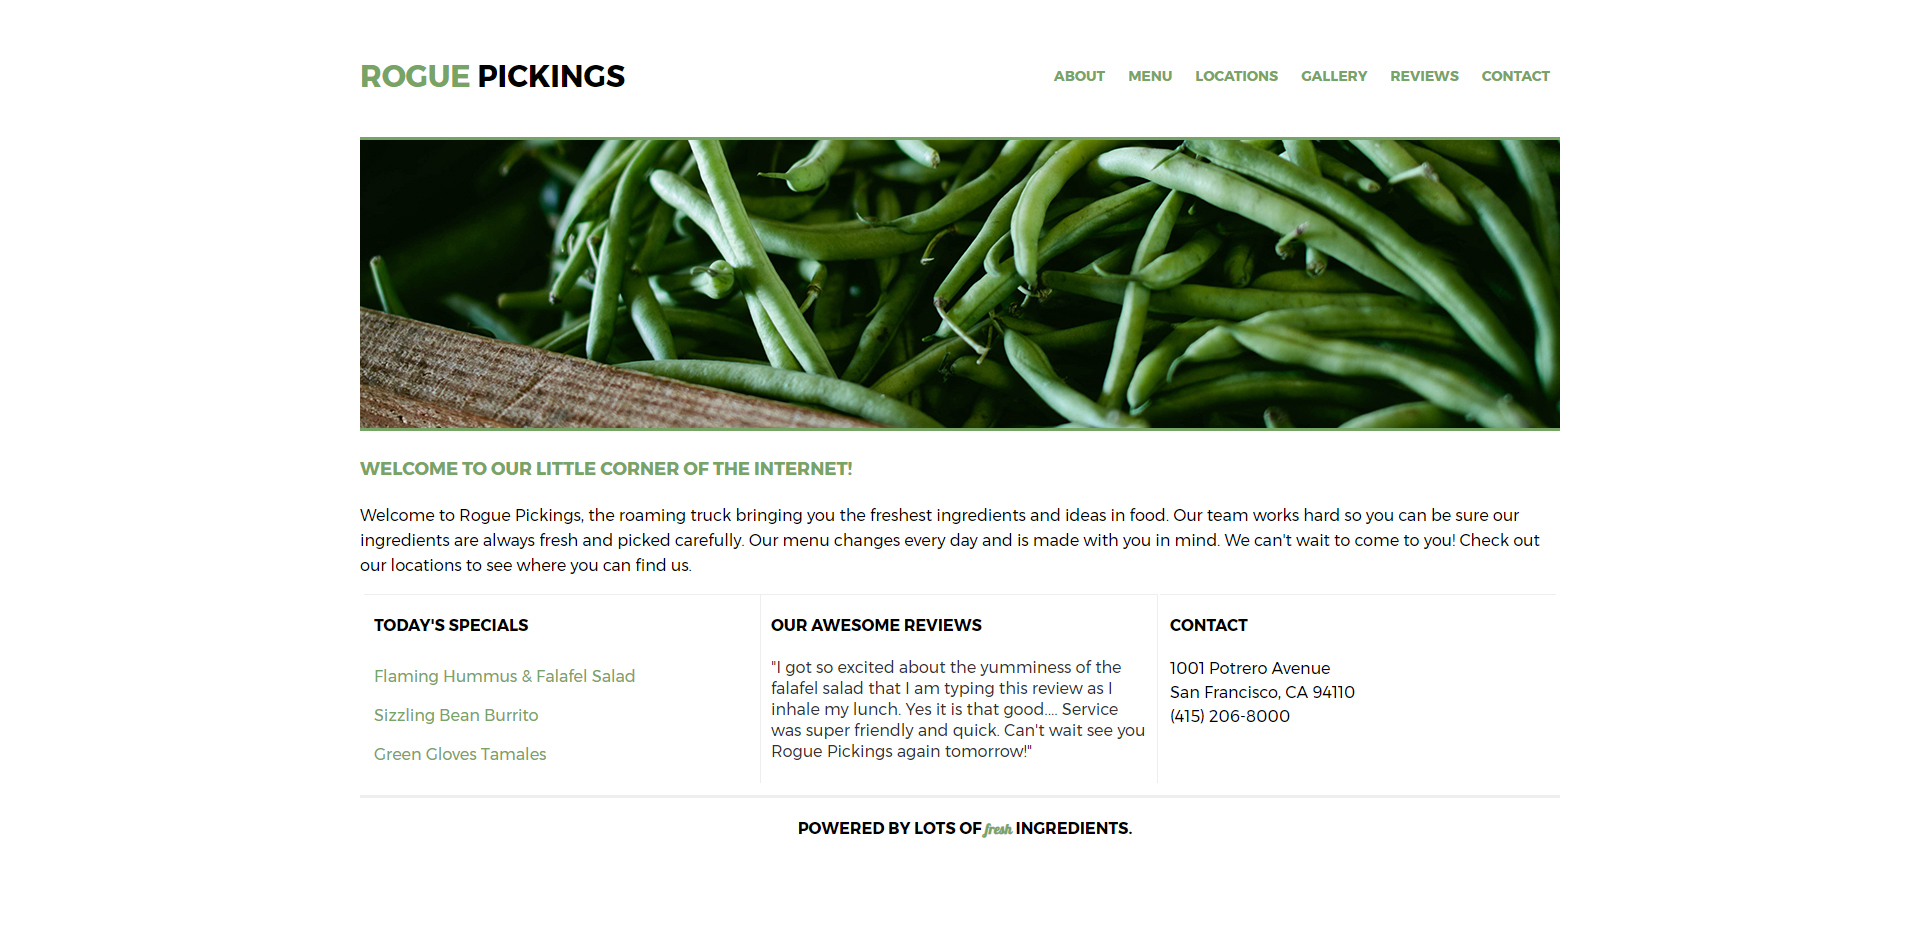 ROGUE PICKINGS
ABOUT MENU LOCATIONS GALLERY REVIEWS CONTACT
WELCOME TO OUR LITTLE CORNER OF THE INTERNET!
Welcome to Rogue Pickings, the roaming truck bringing you the freshest ingredients and ideas in food. Our team works hard so you can be sure our
ingredients are always fresh and picked carefully. Our menu changes every day and is made with you in mind. We can't wait to come to you! Check out
our locations to see where you can find us.
TODAY'S SPECIALS
Flaming Hummus & Falafel Salad
Sizzling Bean Burrito
Green Gloves Tamales
OUR AWESOME REVIEWS
"I got so excited about the yumminess of the
falafel salad that I am typing this review as I
inhale my lunch. Yes it is that good.... Service
was super friendly and quick. Can't wait see you
Rogue Pickings again tomorrow!"
CONTACT
1001 Potrero Avenue
San Francisco, CA 94110
(415) 206-8000
POWERED BY LOTS OF fresh INGREDIENTS.